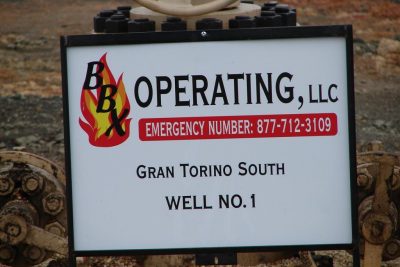 BBX OPERATING, LLC
EMERGENCY NUMBER: 877-712-3109
GRAN TORINO SOUTH
WELL NO. 1